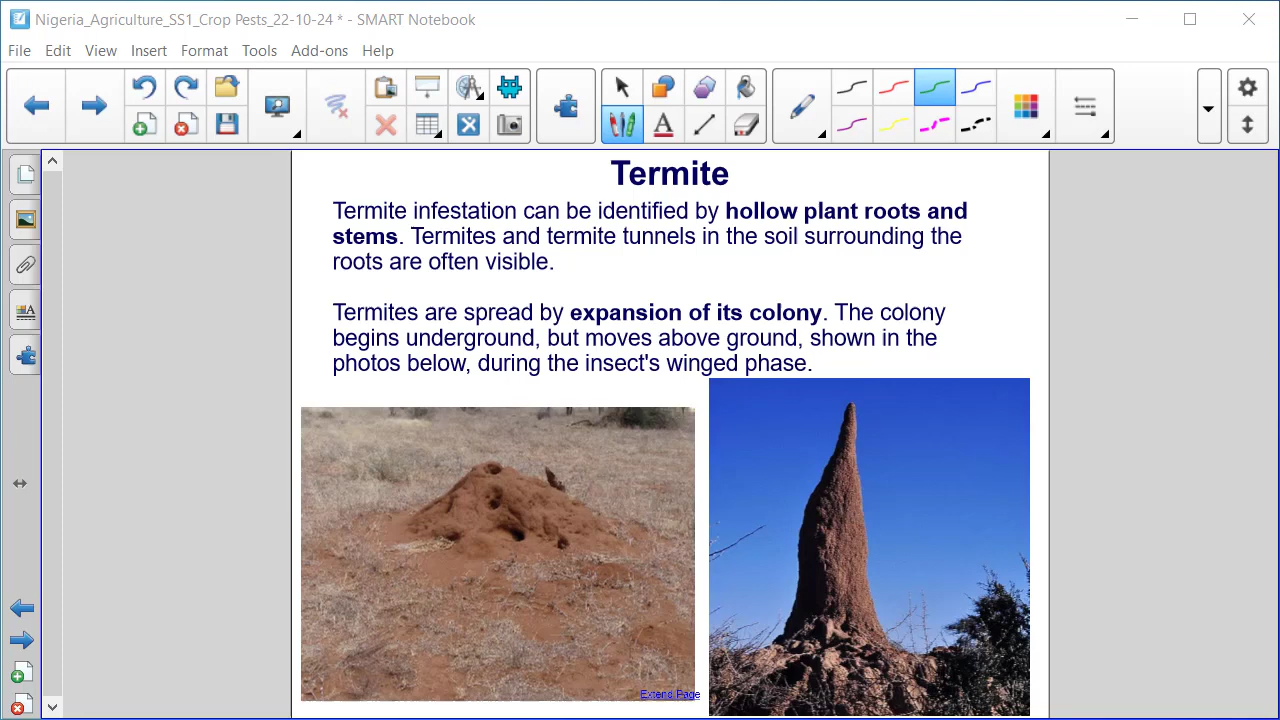 Nigeria_Agriculture_SS1_Crop Pests_22-10-24 * - SMART Notebook
File Edit View Insert Format Tools Add-ons Help
Termite
Termite infestation can be identified by hollow plant roots and
stems. Termites and termite tunnels in the soil surrounding the
roots are often visible.
Termites are spread by expansion of its colony. The colony
begins underground, but moves above ground, shown in the
photos below, during the insect's winged phase.
Extend Page